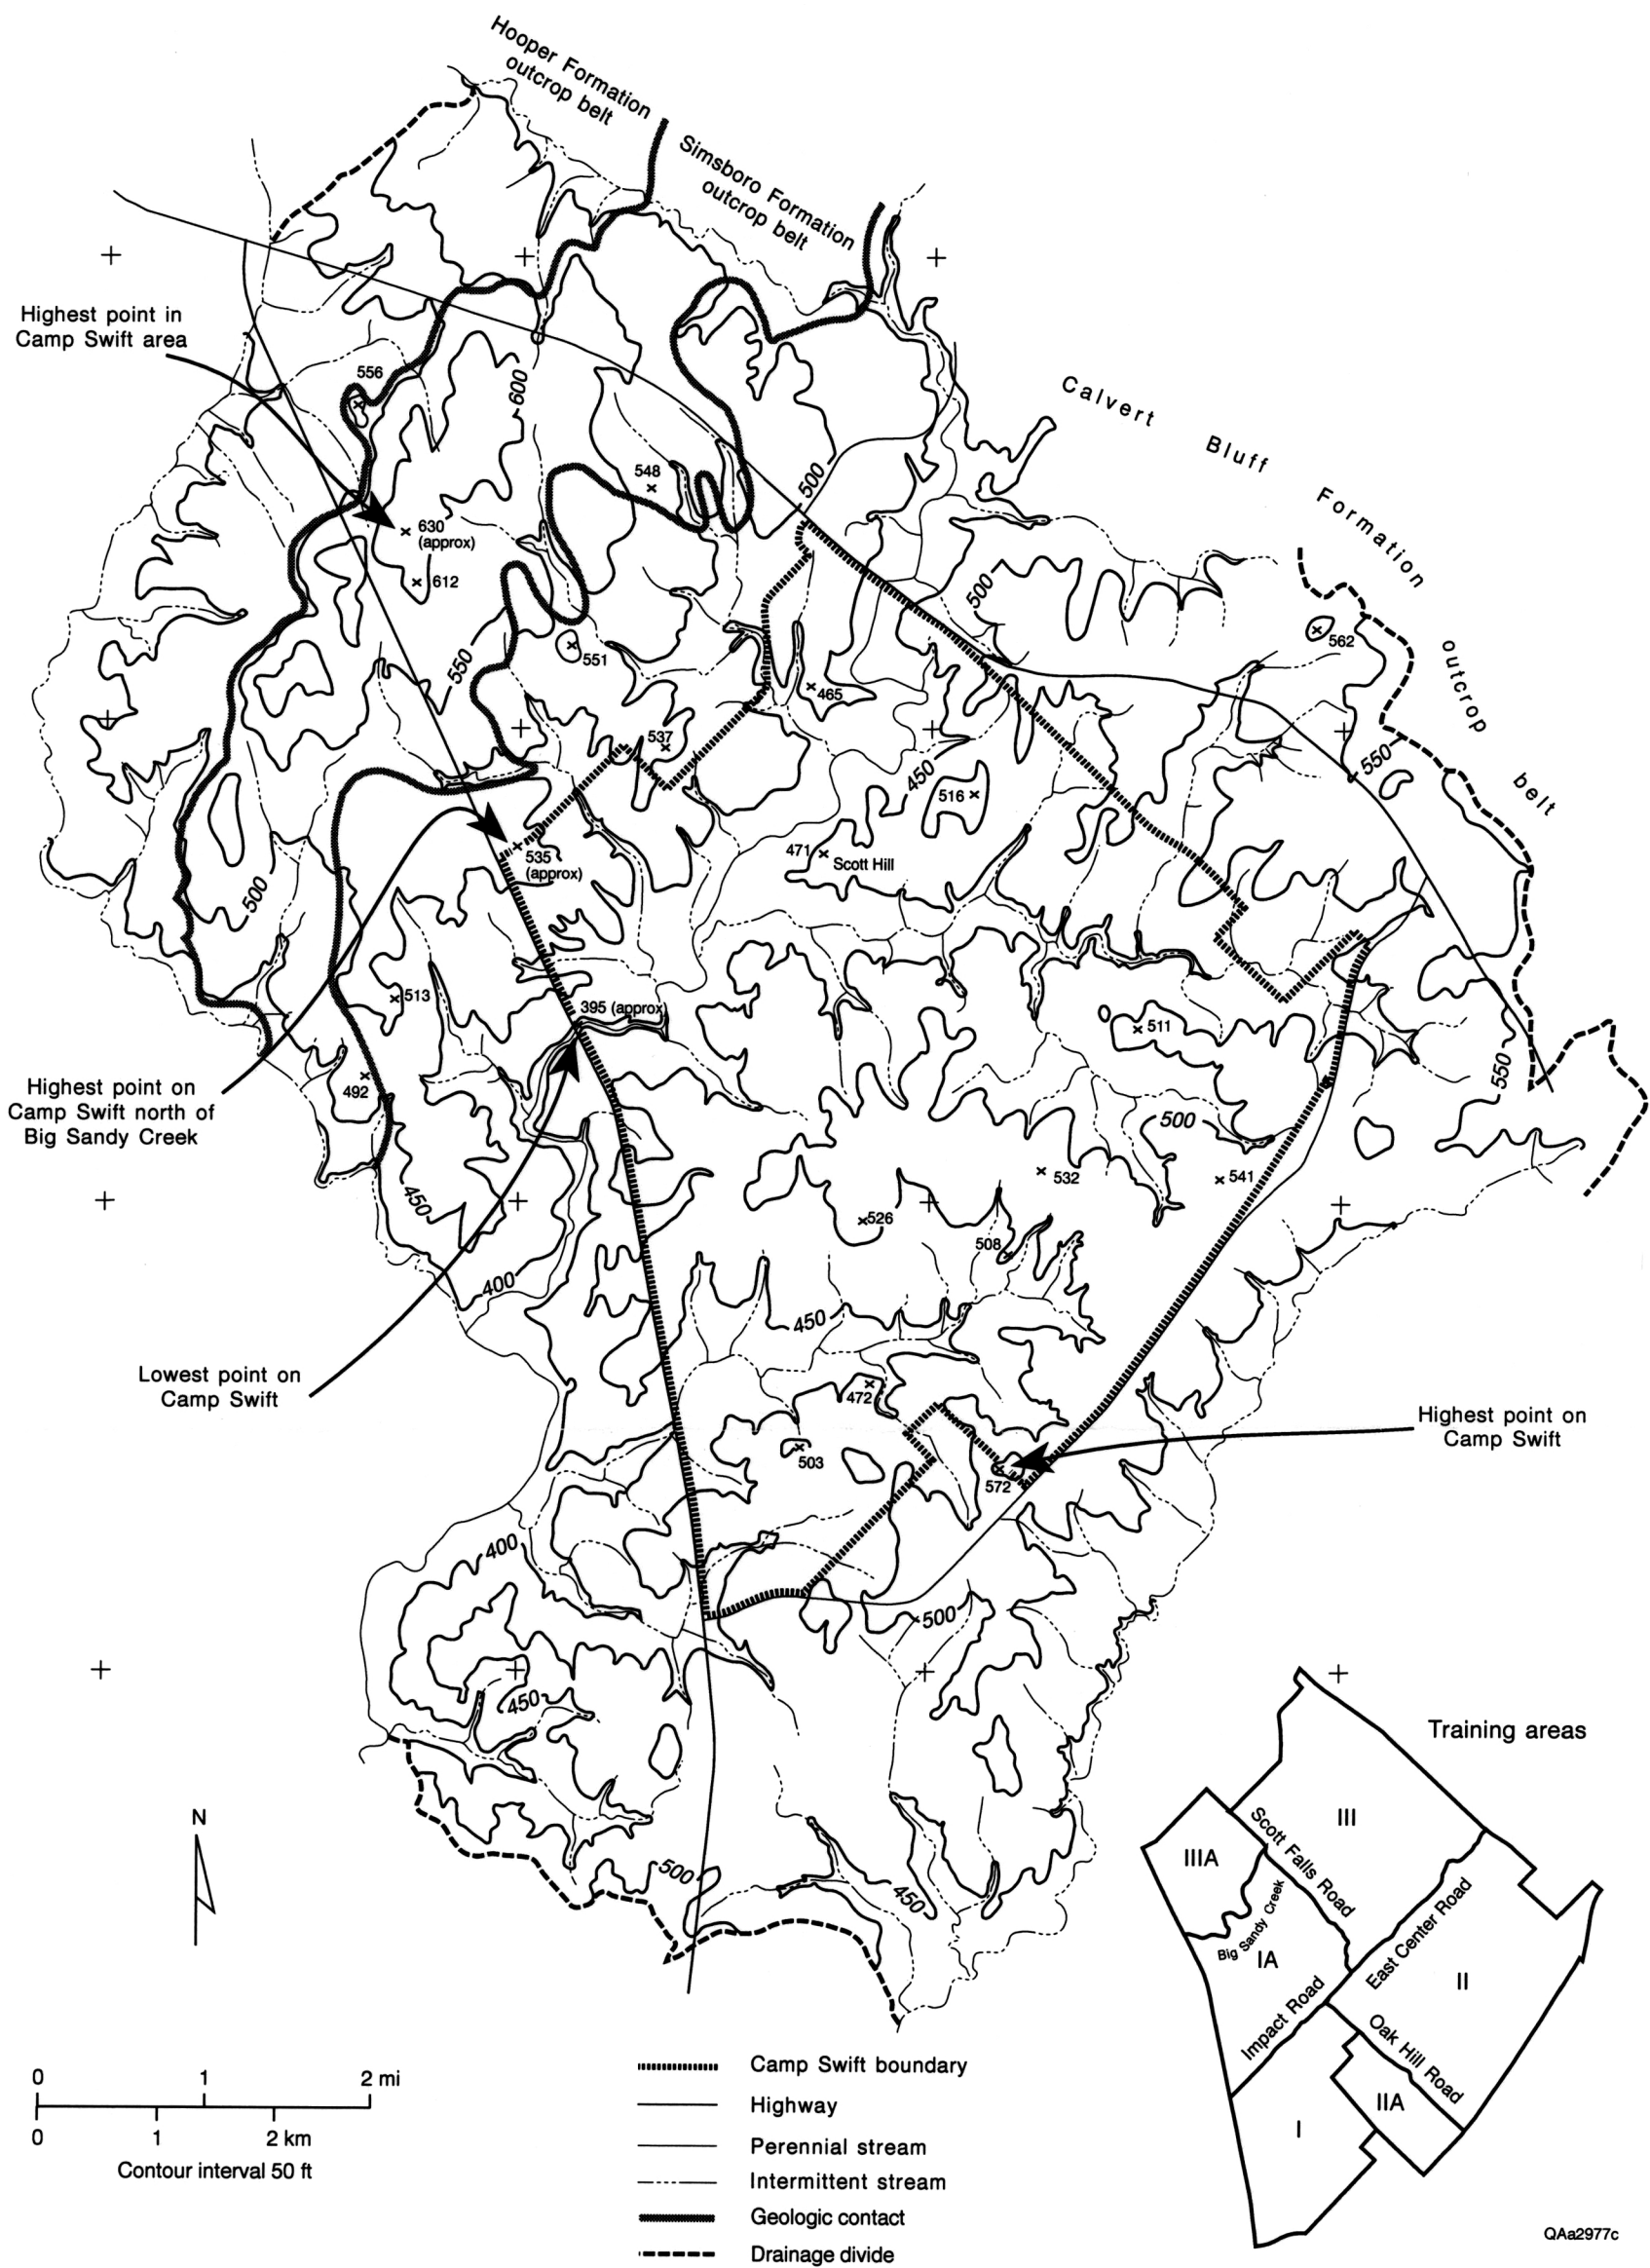 Hooper Formation
outcrop belt
Simsboro Formation
outcrop belt
Highest point in
Camp Swift area
556
600
Calvert Bluff Formation outcrop belt
548
500
630
(approx)
612
500
562
551
550
465
537
450
550
516
535
(approx)
471
Scott Hill
500
513
395 (approx)
511
550
Highest point on
Camp Swift north of
Big Sandy Creek
492
500
532
541
450
526
508
400
450
Lowest point on
Camp Swift
472
Highest point on
Camp Swift
503
572
400
500
450
Training areas
N
III
Scott Falls Road
IIIA
500
450
Big Sandy Creek
East Center Road
IA
II
Impact Road
Oak Hill Road
IIA
I
0 1 2 mi
0 1 2 km
Contour interval 50 ft
Camp Swift boundary
Highway
Perennial stream
Intermittent stream
Geologic contact
Drainage divide
QAa2977c